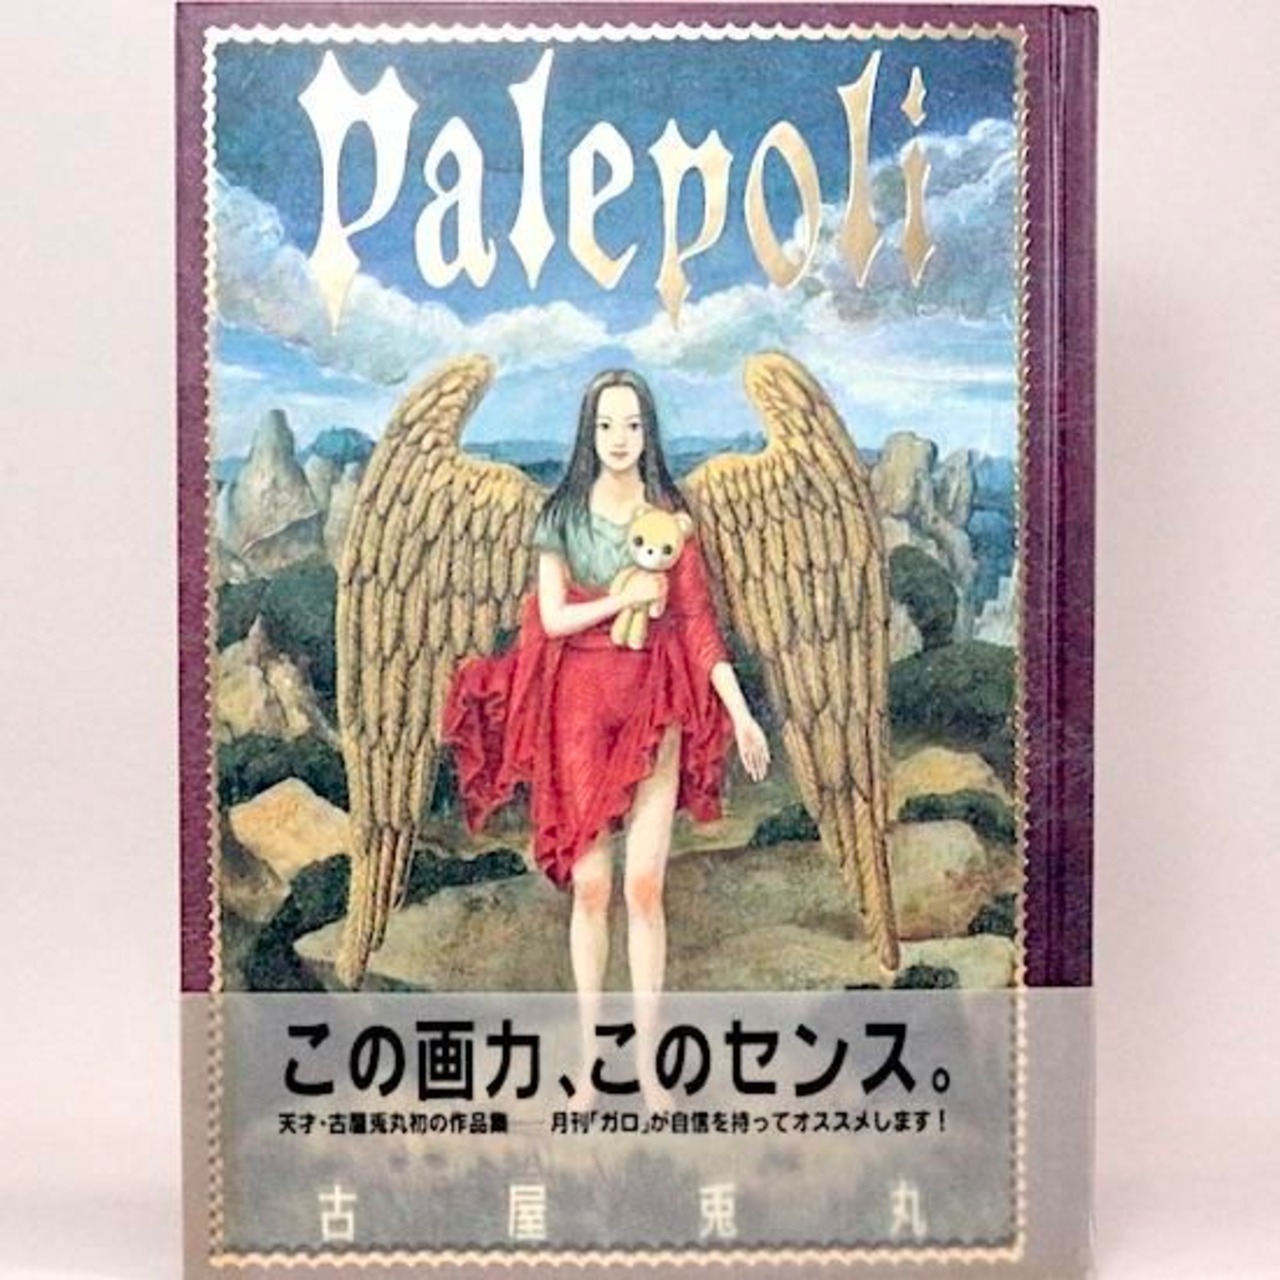 Palepoli
この画力、このセンス。
天才・古屋兎丸初の作品集──月刊「ガロ」が自信を持ってオススメします！
古屋兎丸